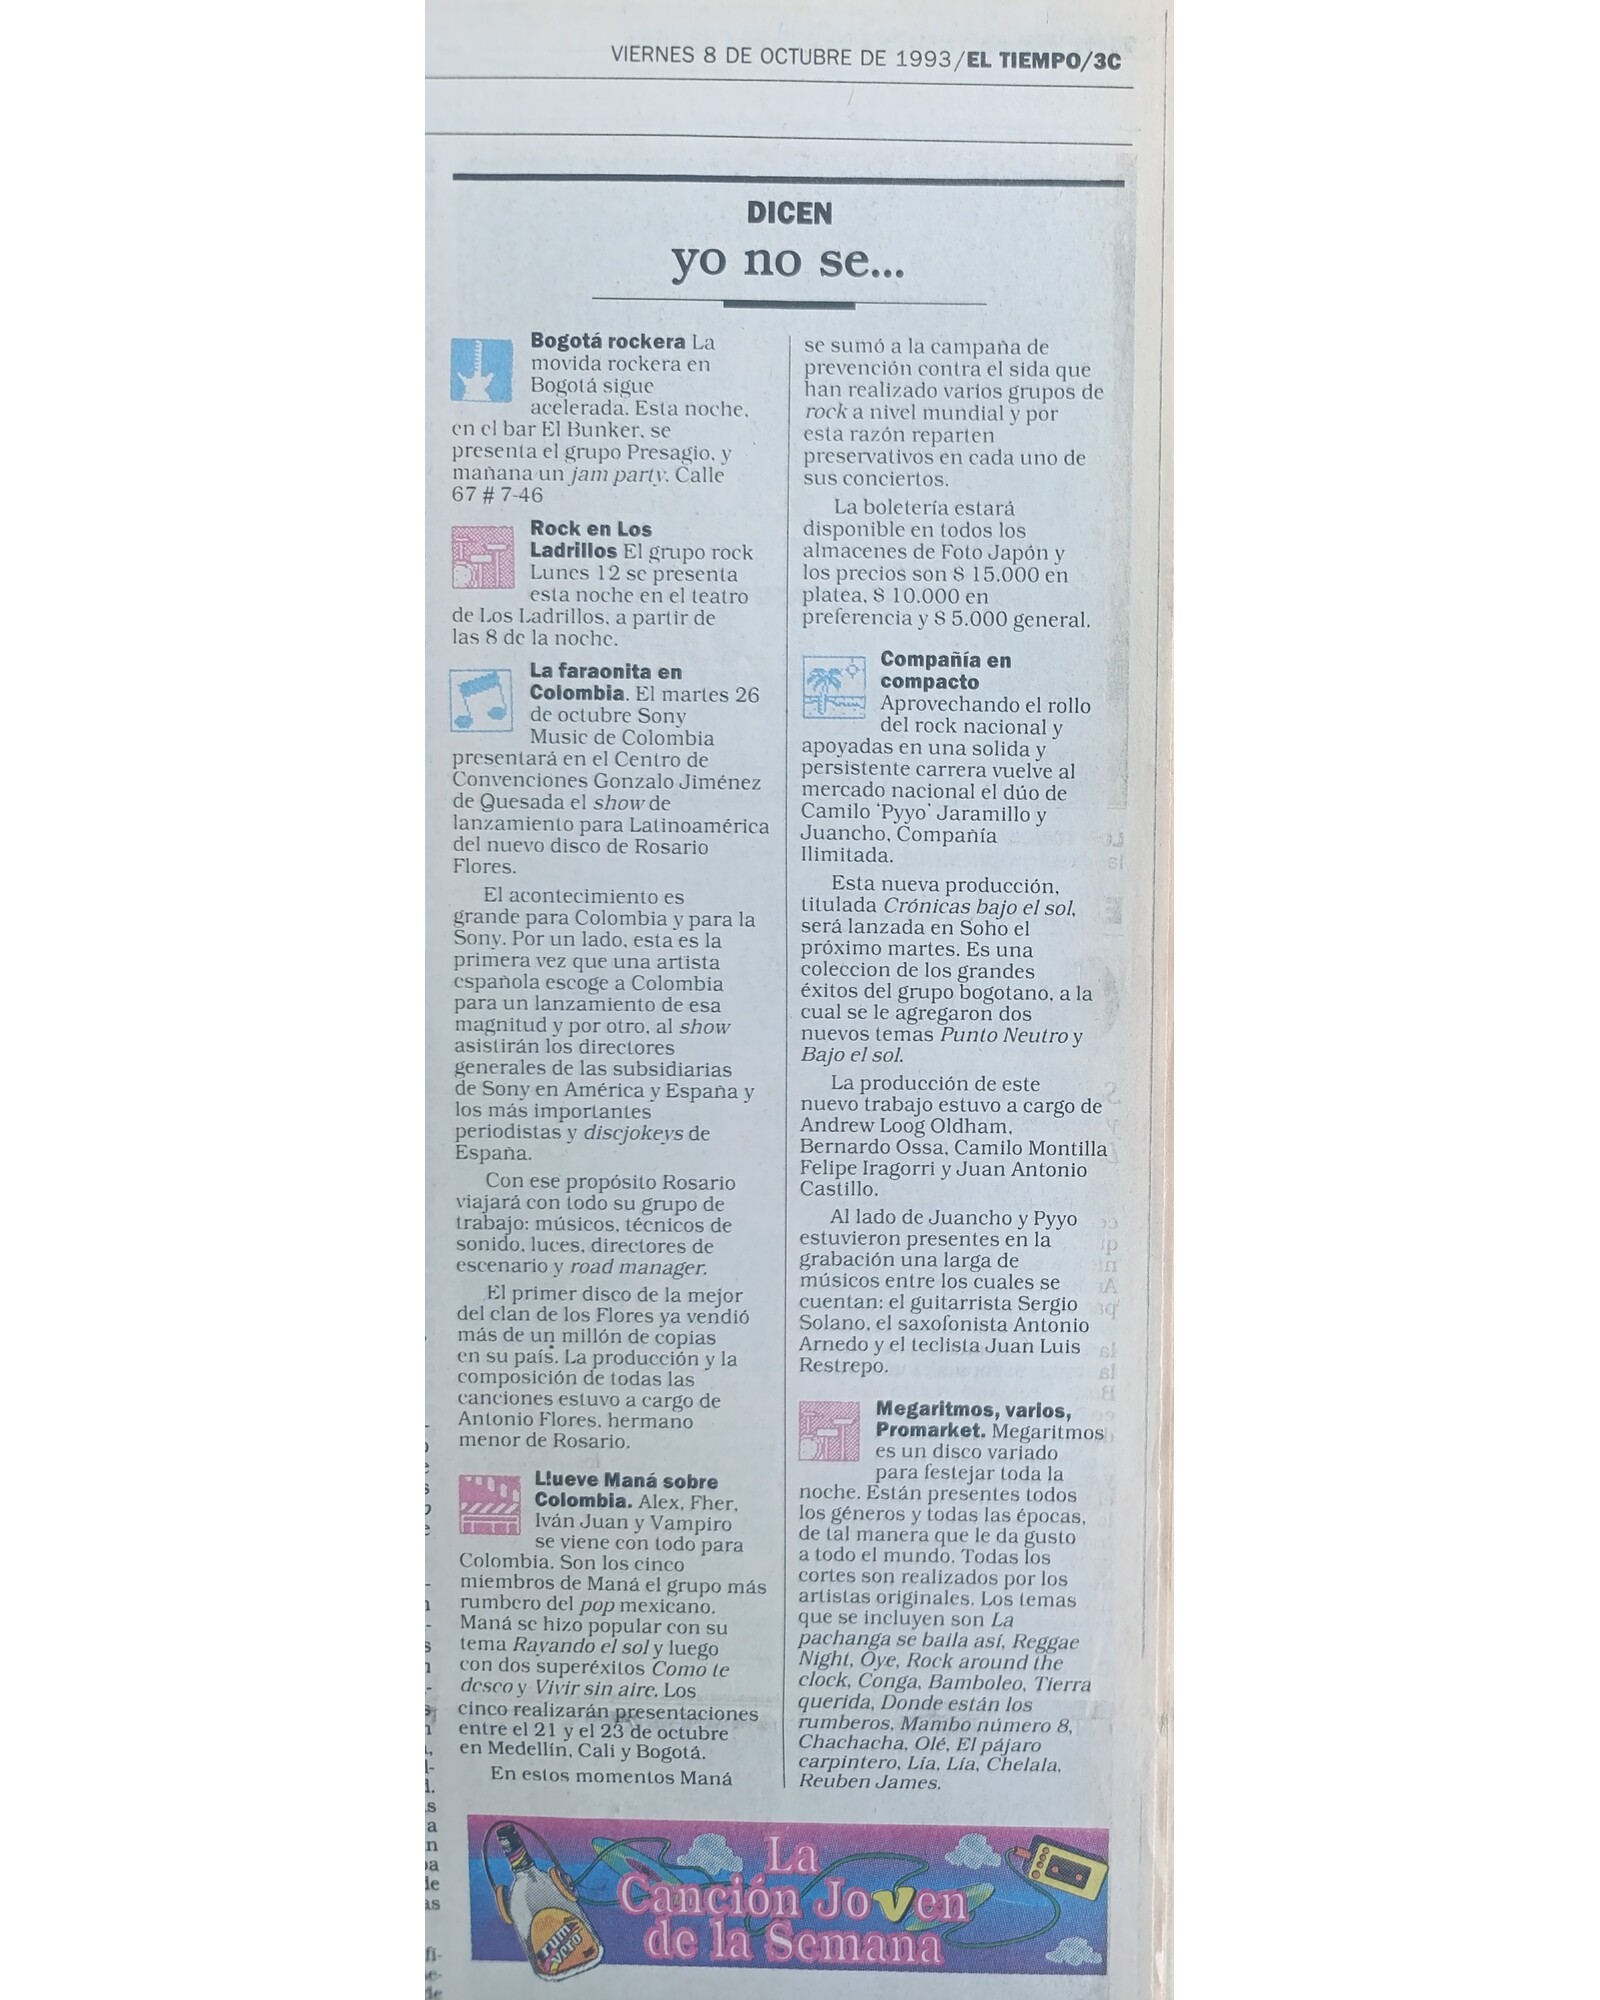 VIERNES 8 DE OCTUBRE DE 1993/EL TIEMPO/3C
DICEN
yo no se...
Bogotá rockera La
movida rockera en
Bogotá sigue
acelerada. Esta noche,
en el bar El Bunker, se
presenta el grupo Presagio, y
mañana un jam party. Calle
67 # 7-46
Rock en Los
Ladrillos El grupo rock
Lunes 12 se presenta
esta noche en el teatro
de Los Ladrillos, a partir de
las 8 de la noche.
La faraonita en
Colombia. El martes 26
de octubre Sony
Music de Colombia
presentará en el Centro de
Convenciones Gonzalo Jiménez
de Quesada el show de
lanzamiento para Latinoamérica
del nuevo disco de Rosario
Flores.
El acontecimiento es
grande para Colombia y para la
Sony. Por un lado, esta es la
primera vez que una artista
española escoge a Colombia
para un lanzamiento de esa
magnitud y por otro, al show
asistirán los directores
generales de las subsidiarias
de Sony en América y España y
los más importantes
periodistas y discjokeys de
España.
Con ese propósito Rosario
viajará con todo su grupo de
trabajo: músicos, técnicos de
sonido, luces, directores de
escenario y road manager.
El primer disco de la mejor
del clan de los Flores ya vendió
más de un millón de copias
en su país. La producción y la
composición de todas las
canciones estuvo a cargo de
Antonio Flores, hermano
menor de Rosario.
Llueve Maná sobre
Colombia. Alex, Fher,
Iván Juan y Vampiro
se viene con todo para
Colombia. Son los cinco
miembros de Maná el grupo más
rumbero del pop mexicano.
Maná se hizo popular con su
tema Rayando el sol y luego
con dos superéxitos Como te
deseo y Vivir sin aire. Los
cinco realizarán presentaciones
entre el 21 y el 23 de octubre
en Medellín, Cali y Bogotá.
En estos momentos Maná
se sumó a la campaña de
prevención contra el sida que
han realizado varios grupos de
rock a nivel mundial y por
esta razón reparten
preservativos en cada uno de
sus conciertos.
La boletería estará
disponible en todos los
almacenes de Foto Japón y
los precios son $ 15.000 en
platea, $ 10.000 en
preferencia y $ 5.000 general.
Compañía en
compacto
Aprovechando el rollo
del rock nacional y
apoyadas en una solida y
persistente carrera vuelve al
mercado nacional el dúo de
Camilo 'Pyyo' Jaramillo y
Juancho, Compañía
Ilimitada.
Esta nueva producción,
titulada Crónicas bajo el sol,
será lanzada en Soho el
próximo martes. Es una
coleccion de los grandes
éxitos del grupo bogotano, a la
cual se le agregaron dos
nuevos temas Punto Neutro y
Bajo el sol.
La producción de este
nuevo trabajo estuvo a cargo de
Andrew Loog Oldham,
Bernardo Ossa, Camilo Montilla
Felipe Iragorri y Juan Antonio
Castillo.
Al lado de Juancho y Pyyo
estuvieron presentes en la
grabación una larga de
músicos entre los cuales se
cuentan: el guitarrista Sergio
Solano, el saxofonista Antonio
Arnedo y el teclista Juan Luis
Restrepo.
Megaritmos, varios,
Promarket. Megaritmos
es un disco variado
para festejar toda la
noche. Están presentes todos
los géneros y todas las épocas,
de tal manera que le da gusto
a todo el mundo. Todas los
cortes son realizados por los
artistas originales. Los temas
que se incluyen son La
pachanga se baila así, Reggae
Night, Oye, Rock around the
clock, Conga, Bamboleo, Tierra
querida, Donde están los
rumberos, Mambo número 8,
Chachacha, Olé, El pájaro
carpintero, Lía, Lía, Chelala,
Reuben James.
La
Canción Joven
de la Semana
rum
vero